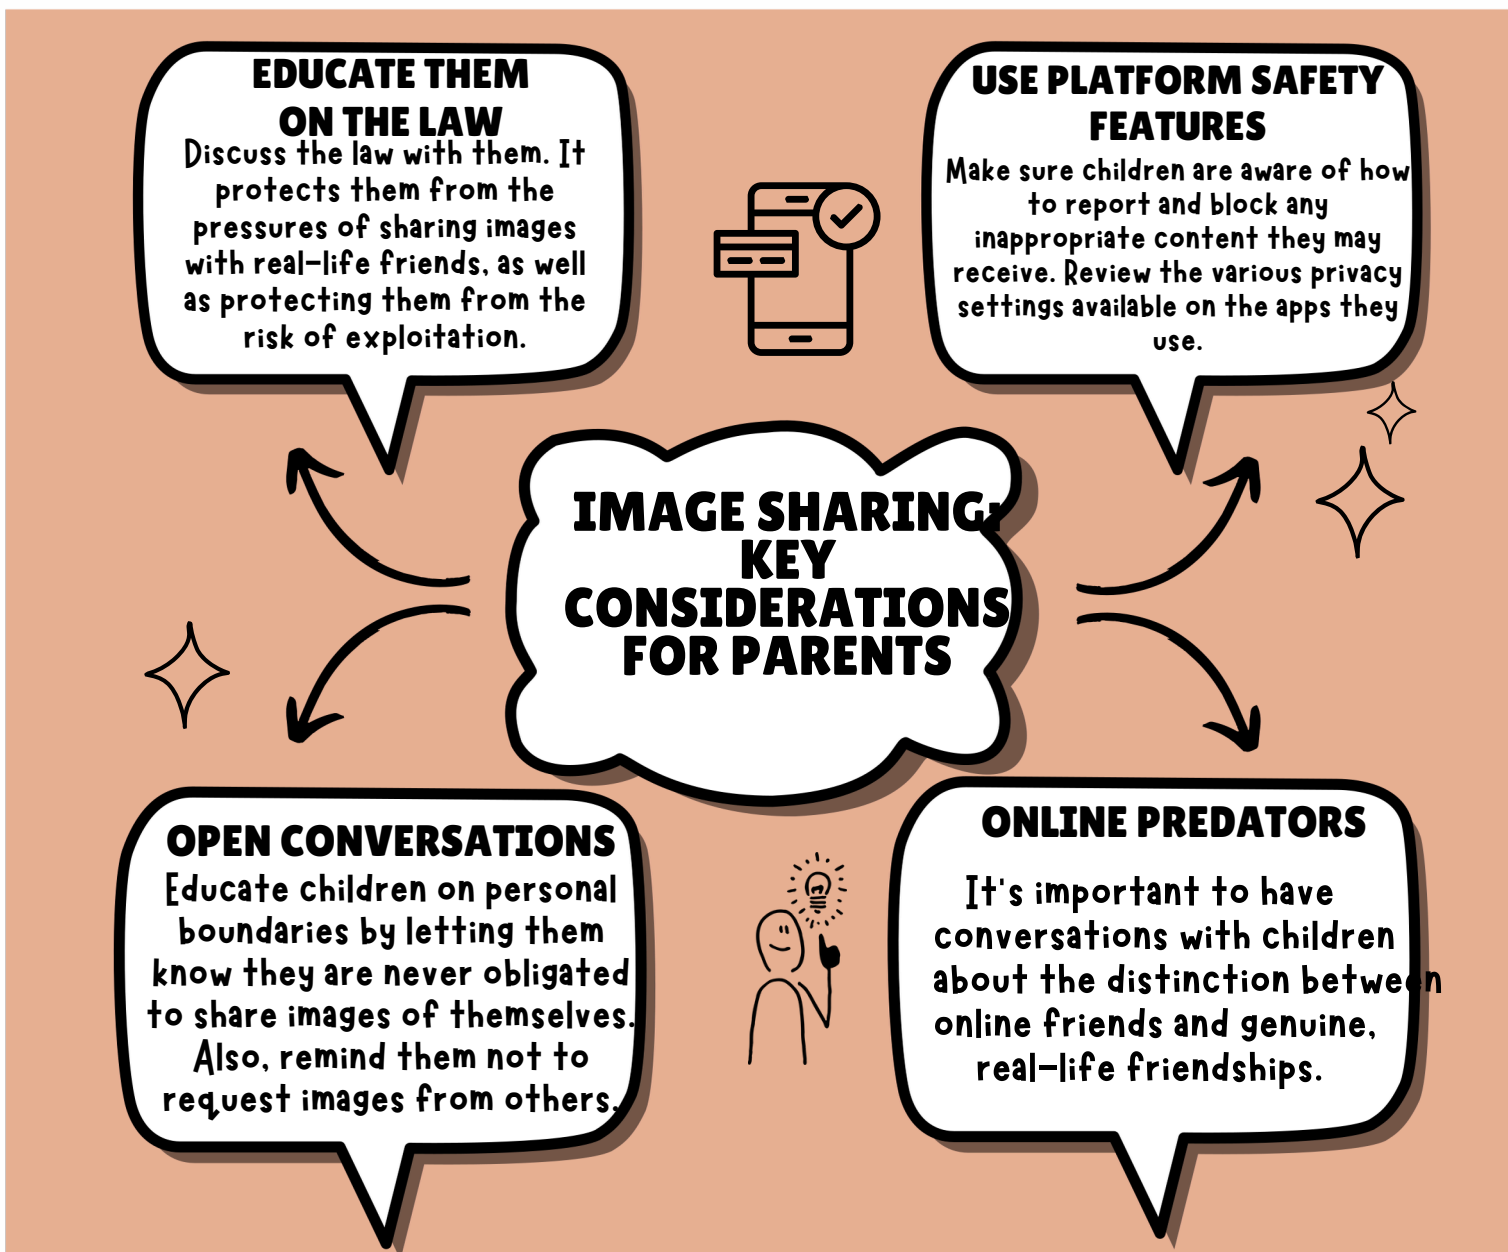 EDUCATE THEM
ON THE LAW
Discuss the law with them. It
protects them from the
pressures of sharing images
with real-life friends, as well
as protecting them from the
risk of exploitation.
USE PLATFORM SAFETY
FEATURES
Make sure children are aware of how
to report and block any
inappropriate content they may
receive. Review the various privacy
settings available on the apps they
use.
IMAGE SHARING:
KEY
CONSIDERATIONS
FOR PARENTS
OPEN CONVERSATIONS
Educate children on personal
boundaries by letting them
know they are never obligated
to share images of themselves.
Also, remind them not to
request images from others.
ONLINE PREDATORS
It's important to have
conversations with children
about the distinction between
online friends and genuine,
real-life friendships.